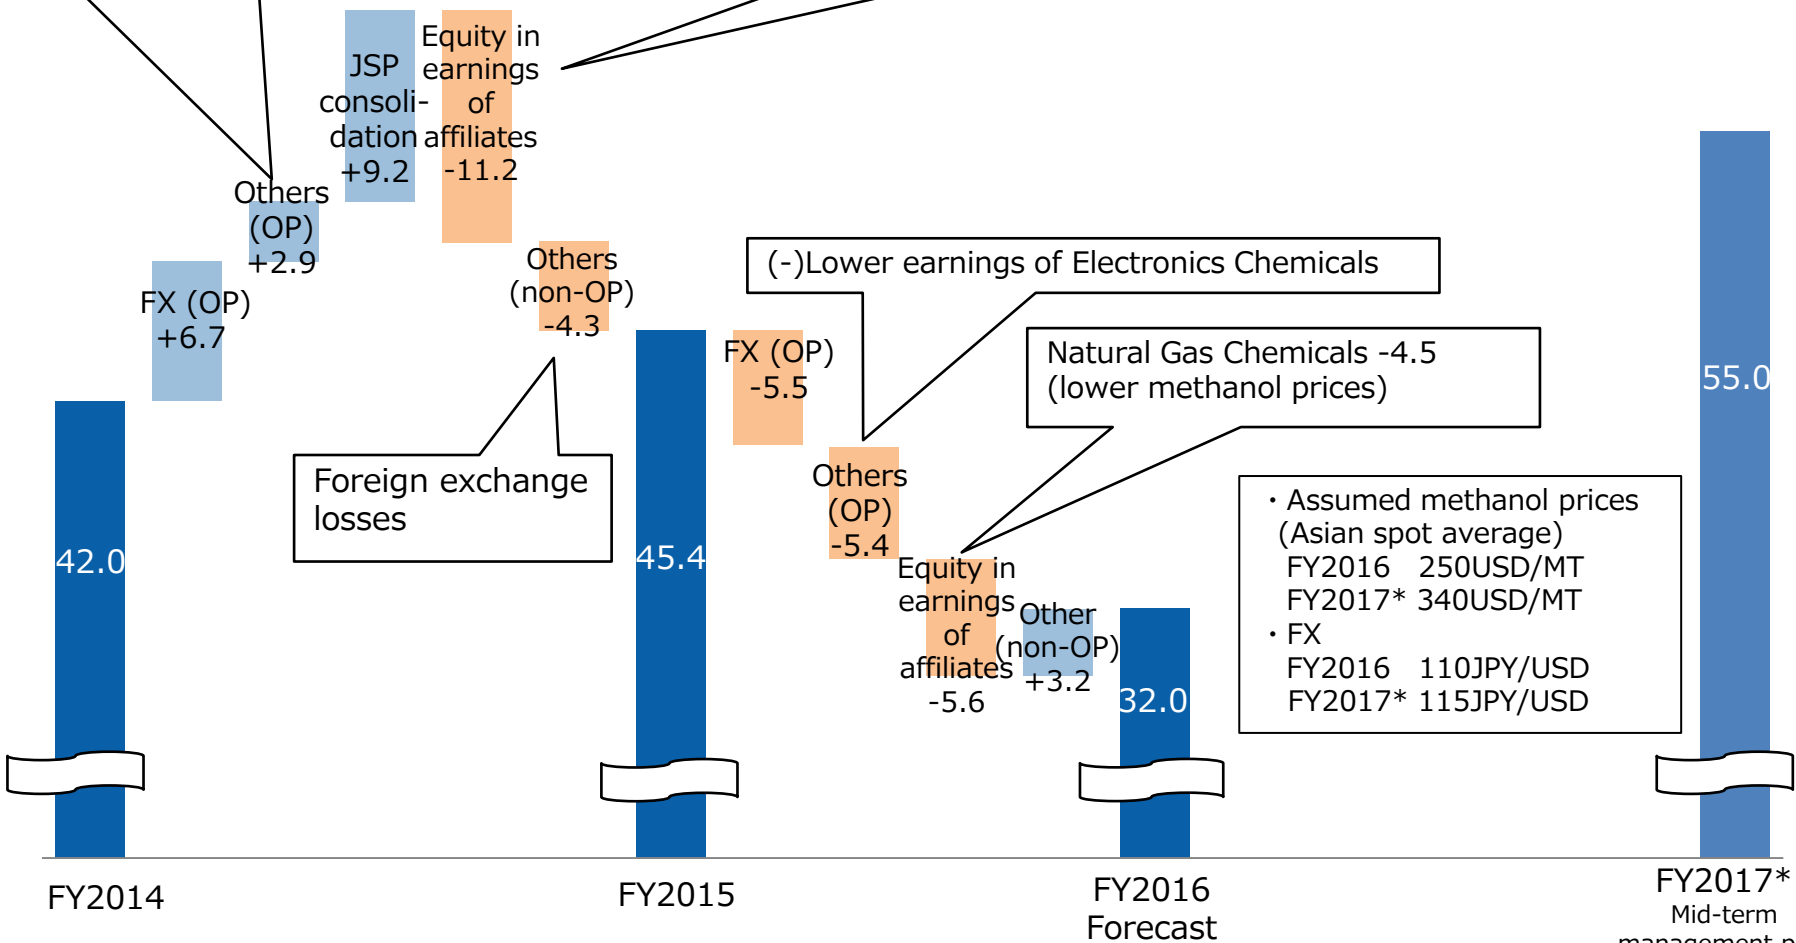 JSP
consoli-
dation
+9.2
Equity in
earnings
of
affiliates
-11.2
Others
(OP)
+2.9
FX (OP)
+6.7
Others
(non-OP)
-4.3
(-)Lower earnings of Electronics Chemicals
FX (OP)
-5.5
Natural Gas Chemicals -4.5
(lower methanol prices)
55.0
Foreign exchange
losses
Others
(OP)
-5.4
42.0
45.4
Equity in
earnings
of
affiliates
-5.6
Other
(non-OP)
+3.2
32.0
・Assumed methanol prices
(Asian spot average)
FY2016 250USD/MT
FY2017* 340USD/MT
・FX
FY2016 110JPY/USD
FY2017* 115JPY/USD
FY2014
FY2015
FY2016
Forecast
FY2017*
Mid-term
management p